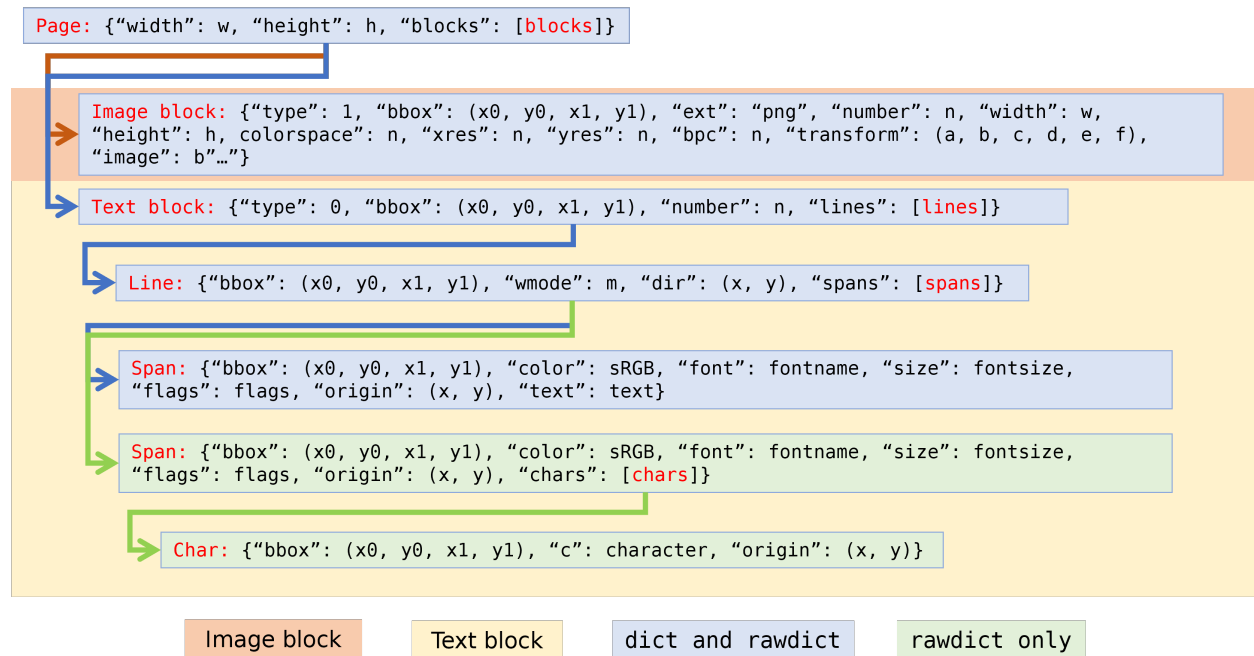 Page: {“width”: w, “height”: h, “blocks”: [blocks]}
Image block: {“type”: 1, “bbox”: (x0, y0, x1, y1), “ext”: “png”, “number”: n, “width”: w,
“height”: h, colorspace”: n, “xres”: n, “yres”: n, “bpc”: n, “transform”: (a, b, c, d, e, f),
“image”: b”…”}
Text block: {“type”: 0, “bbox”: (x0, y0, x1, y1), “number”: n, “lines”: [lines]}
Line: {“bbox”: (x0, y0, x1, y1), “wmode”: m, “dir”: (x, y), “spans”: [spans]}
Span: {“bbox”: (x0, y0, x1, y1), “color”: sRGB, “font”: fontname, “size”: fontsize,
“flags”: flags, “origin”: (x, y), “text”: text}
Span: {“bbox”: (x0, y0, x1, y1), “color”: sRGB, “font”: fontname, “size”: fontsize,
“flags”: flags, “origin”: (x, y), “chars”: [chars]}
Char: {“bbox”: (x0, y0, x1, y1), “c”: character, “origin”: (x, y)}
Image block
Text block
dict and rawdict
rawdict only